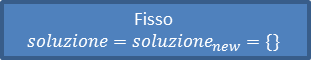 Fisso
soluzione = soluzione_new = {}